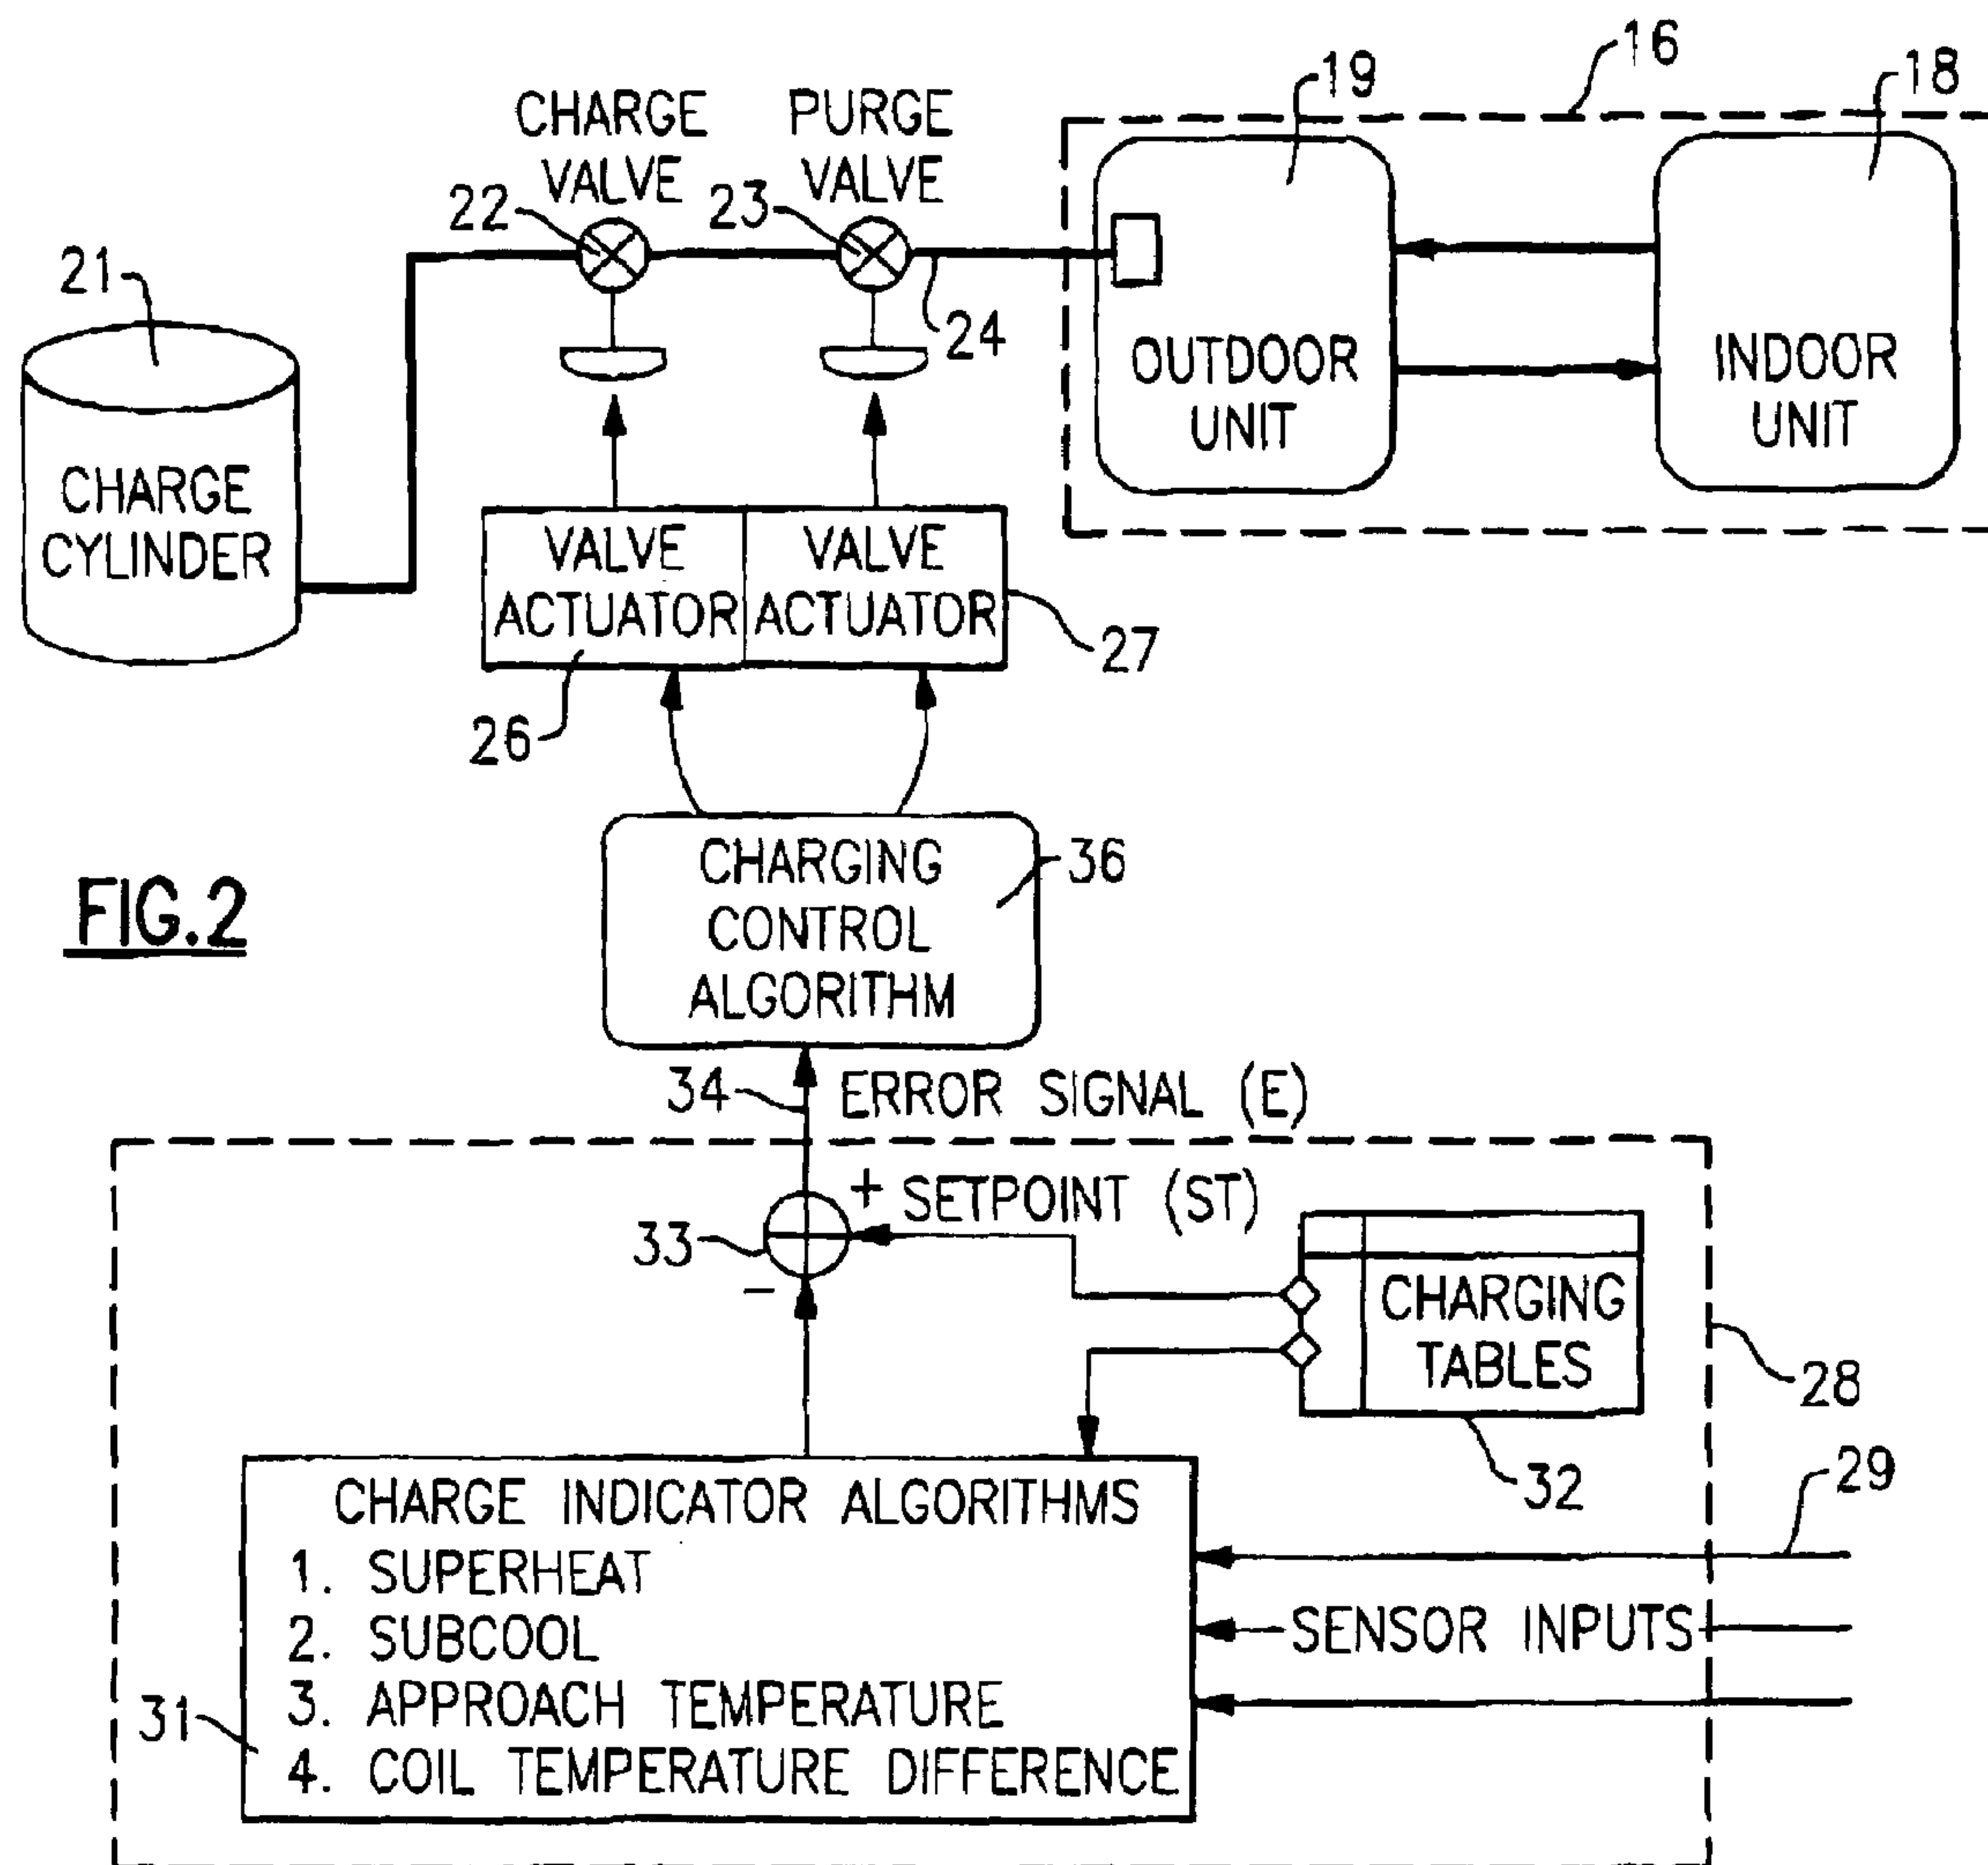 16
19
18
CHARGE
VALVE
PURGE
VALVE
22
23
21
24
OUTDOOR
UNIT
INDOOR
UNIT
CHARGE
CYLINDER
VALVE
ACTUATOR
VALVE
ACTUATOR
27
26
CHARGING
CONTROL
ALGORITHM
36
FIG.2
34
ERROR SIGNAL (E)
+ SETPOINT (ST)
33
−
CHARGING
TABLES
28
32
29
CHARGE INDICATOR ALGORITHMS
1. SUPERHEAT
2. SUBCOOL
3. APPROACH TEMPERATURE
4. COIL TEMPERATURE DIFFERENCE
SENSOR INPUTS
31